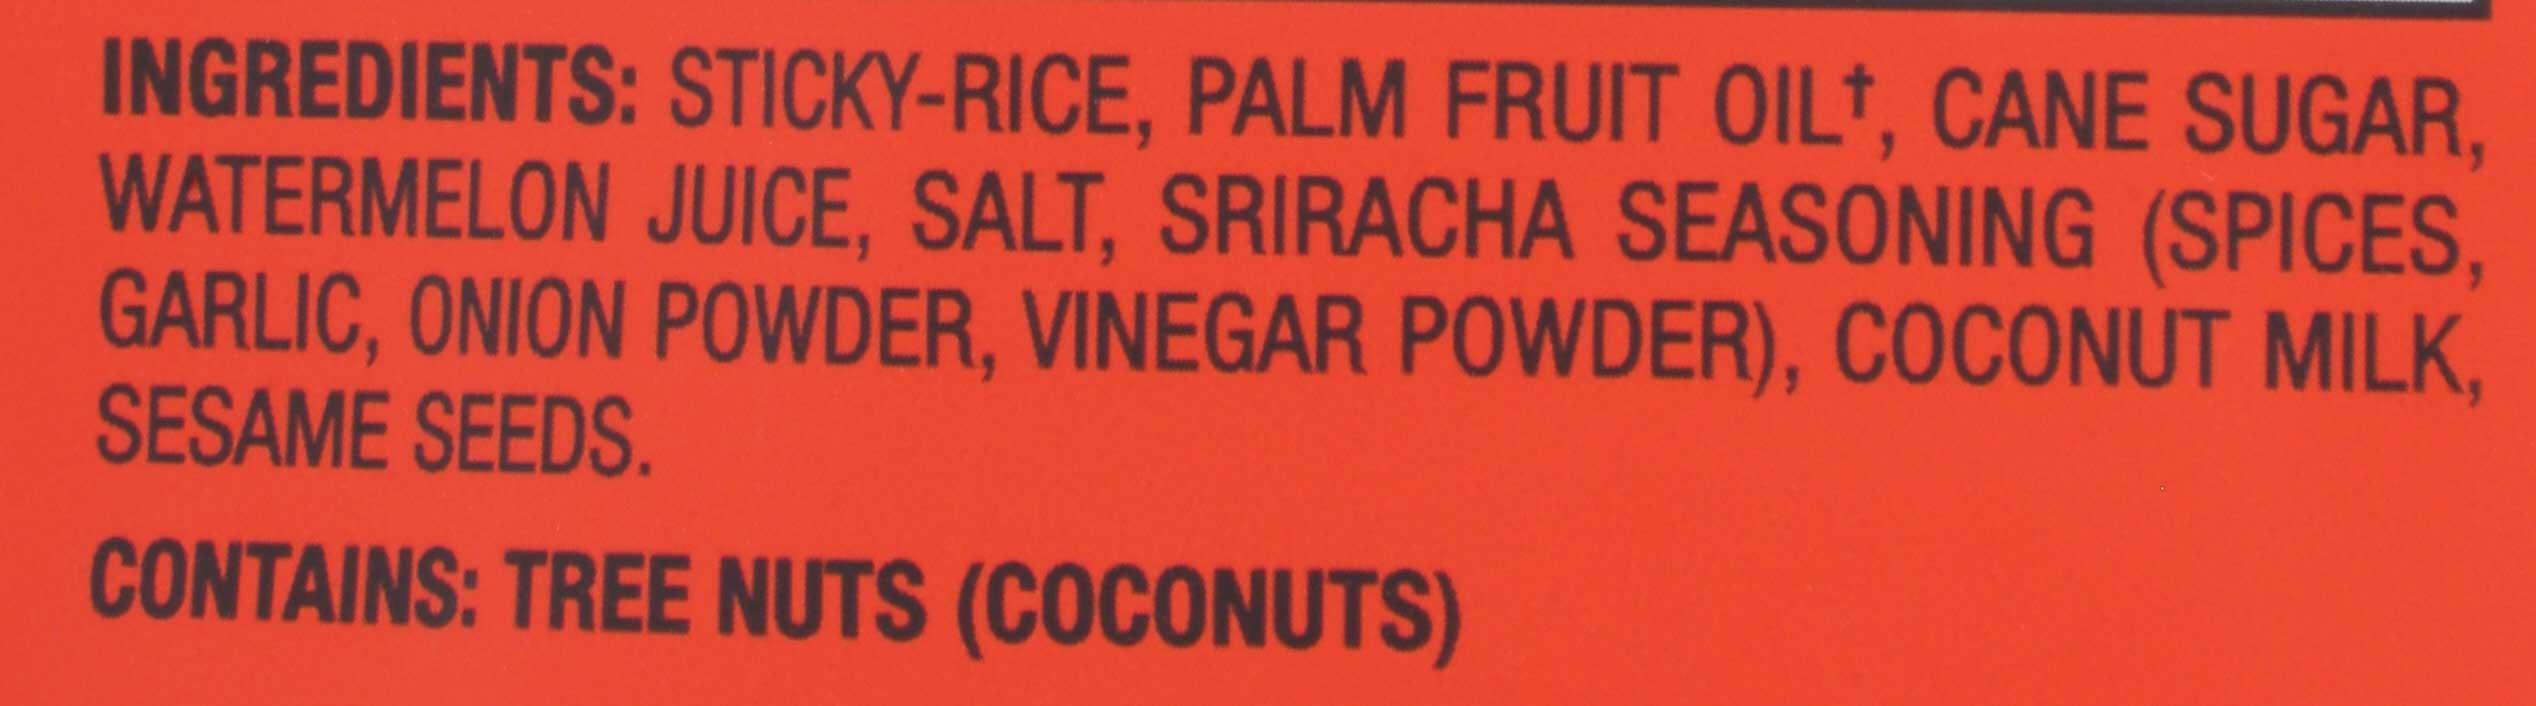 INGREDIENTS: STICKY-RICE, PALM FRUIT OIL†, CANE SUGAR,
WATERMELON JUICE, SALT, SRIRACHA SEASONING (SPICES,
GARLIC, ONION POWDER, VINEGAR POWDER), COCONUT MILK,
SESAME SEEDS.
CONTAINS: TREE NUTS (COCONUTS)